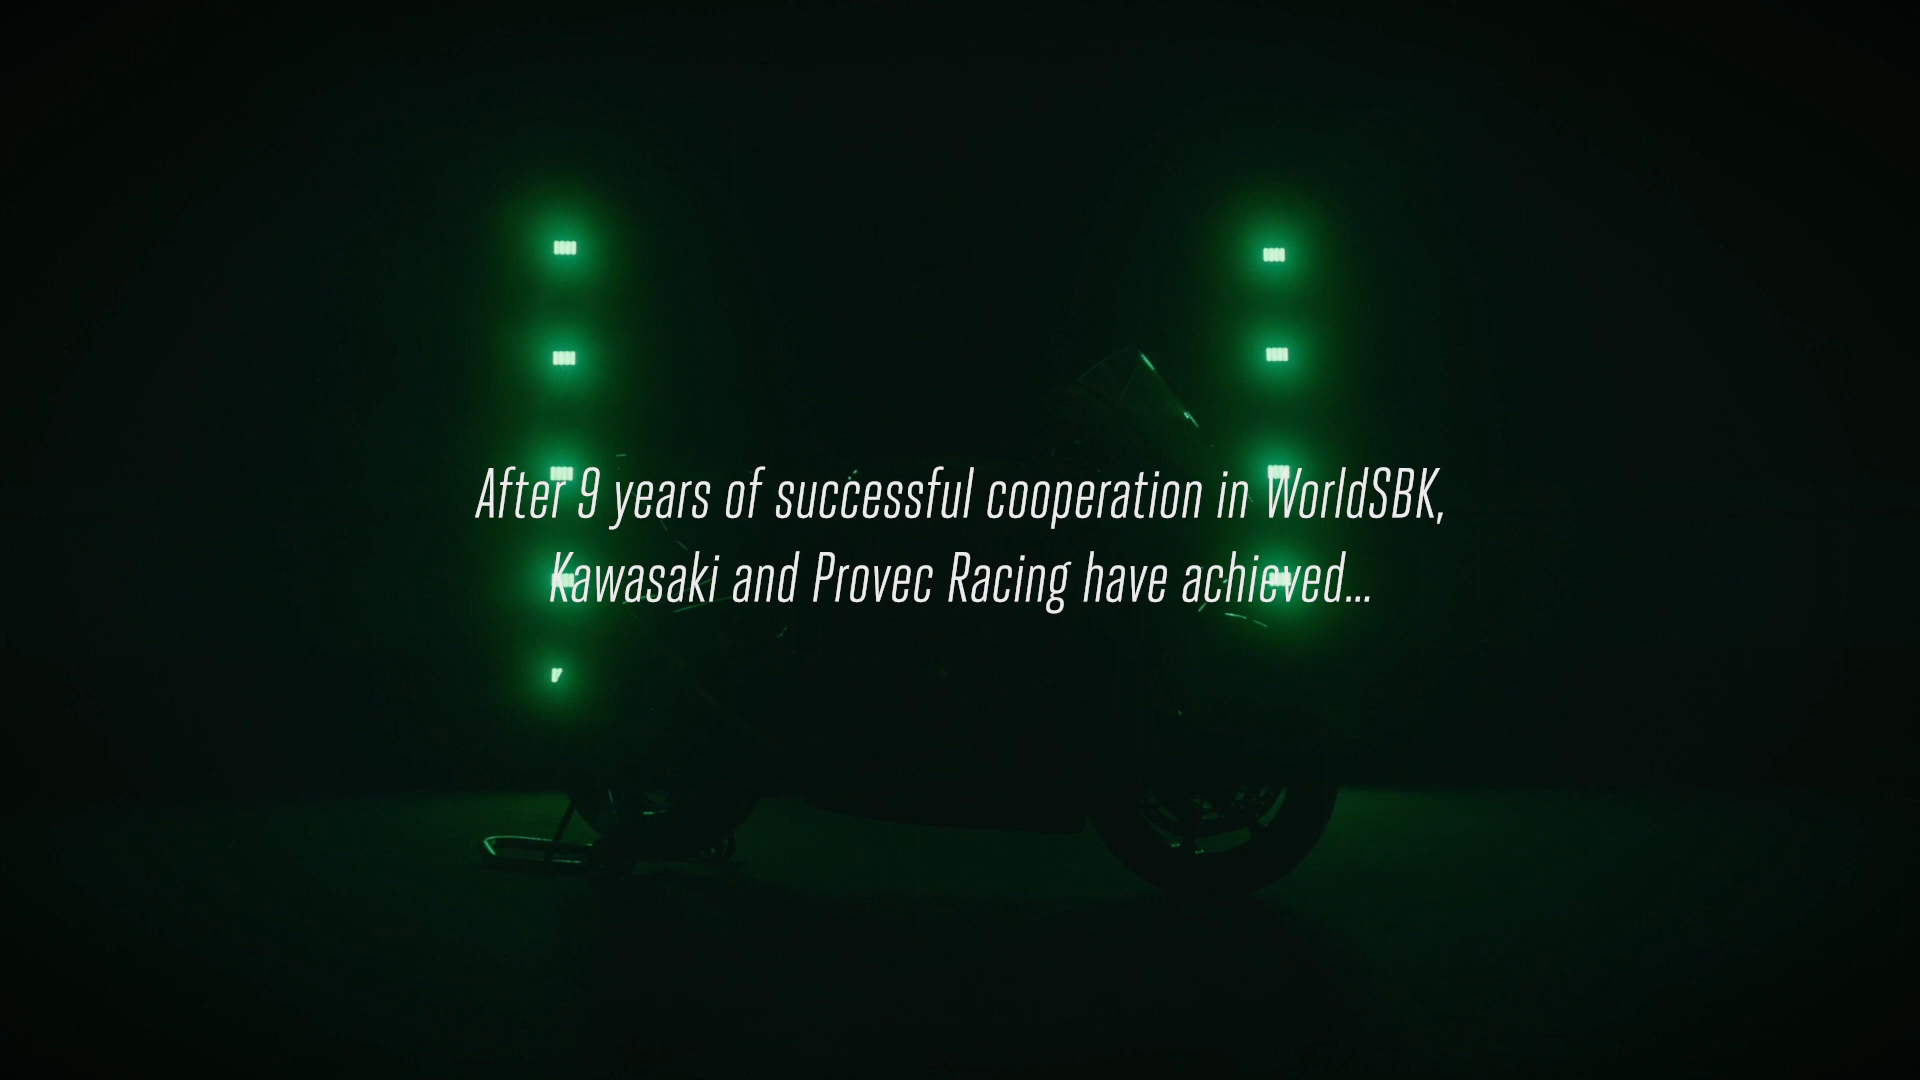 After 9 years of successful cooperation in WorldSBK,
Kawasaki and Provec Racing have achieved...